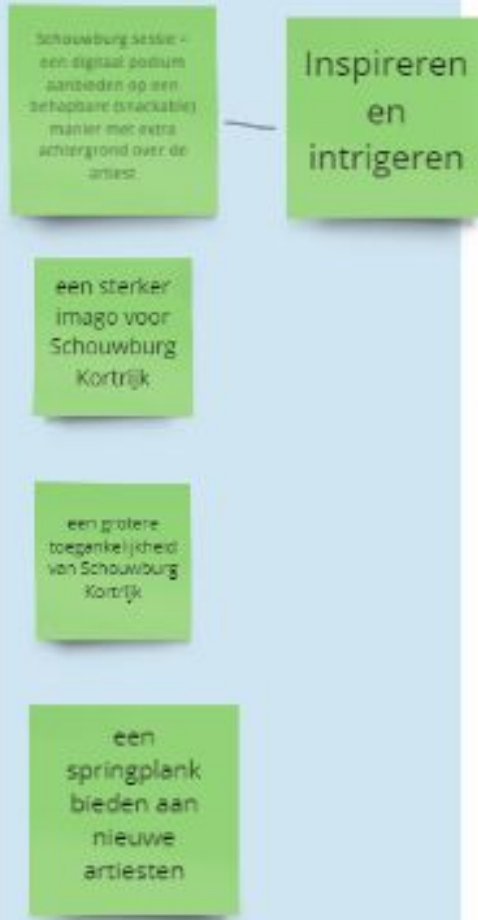 Schouwburg sessie –
een digitaal podium
aanbieden op een
behapbare (snackable)
manier met extra
achtergrond over de
artiest
Inspireren
en
intrigeren
een sterker
imago voor
Schouwburg
Kortrijk
een grotere
toegankelijkheid
van Schouwburg
Kortrijk
een
springplank
bieden aan
nieuwe
artiesten